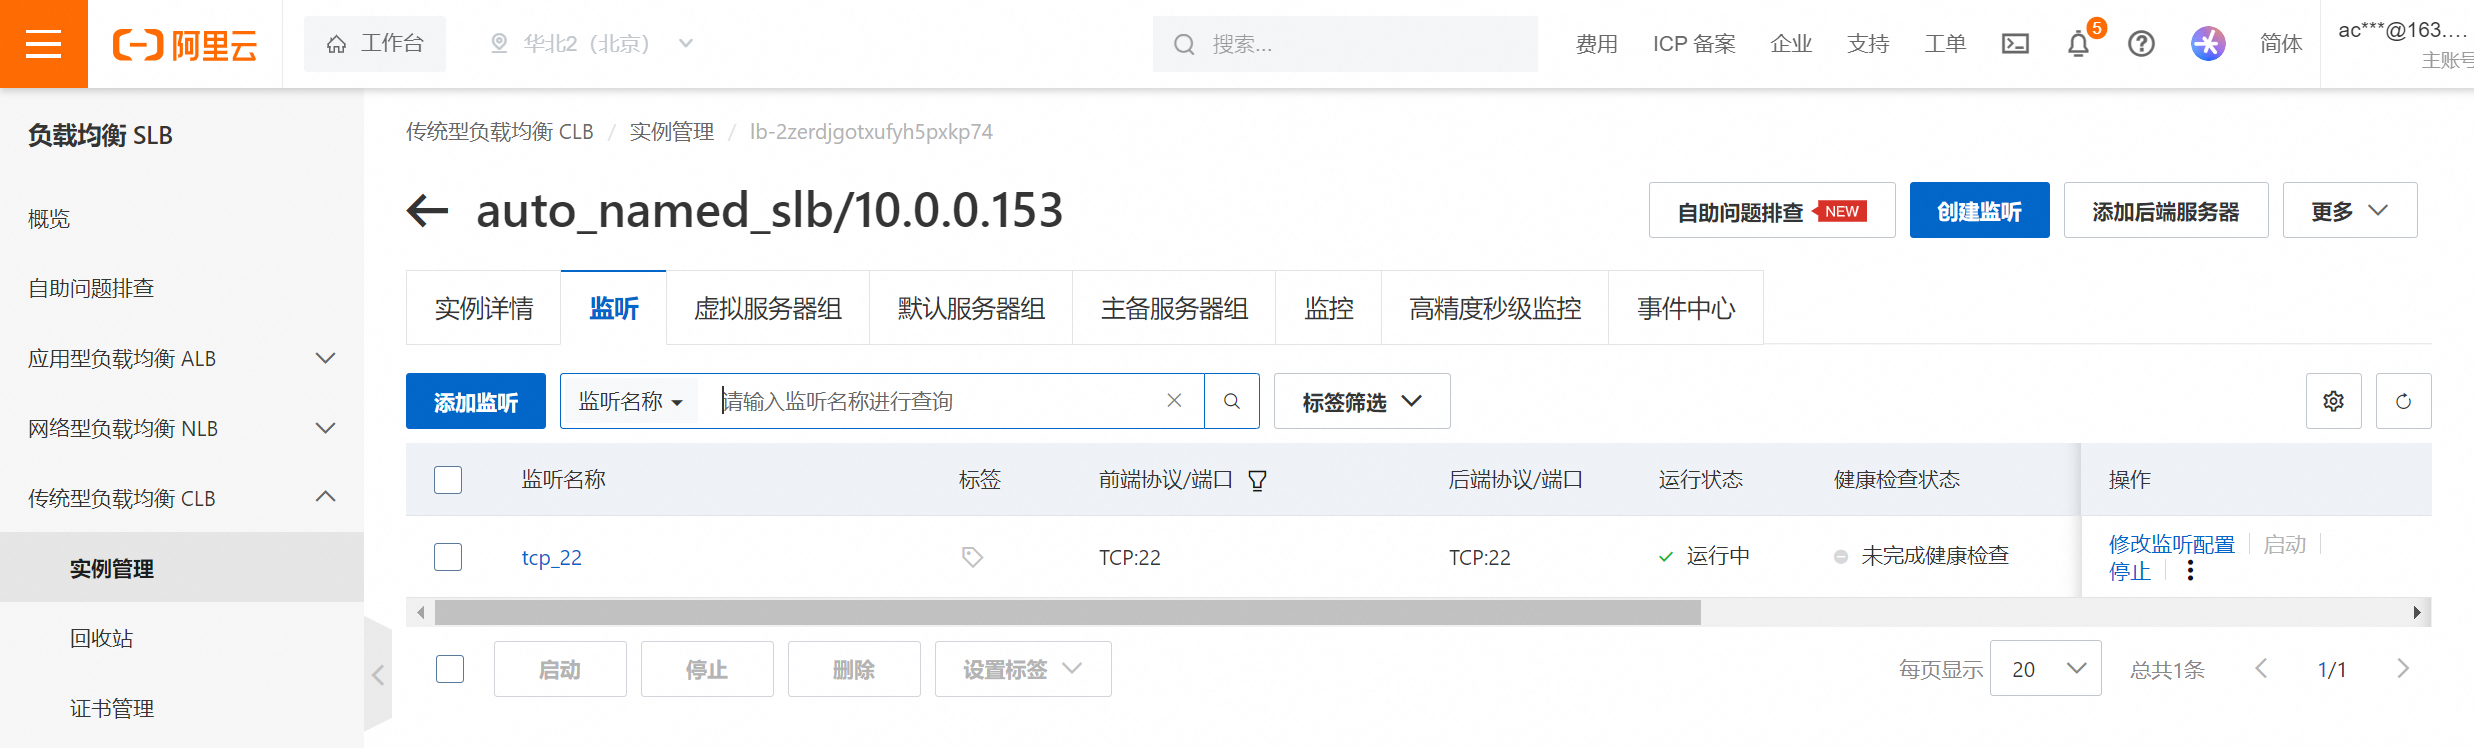 阿里云
工作台
华北2（北京）
搜索...
费用
ICP 备案
企业
支持
工单
5
简体
ac***@163....
主账号
负载均衡 SLB
概览
自助问题排查
应用型负载均衡 ALB
网络型负载均衡 NLB
传统型负载均衡 CLB
实例管理
回收站
证书管理
传统型负载均衡 CLB / 实例管理 / lb-2zerdjgotxufyh5pxkp74
auto_named_slb/10.0.0.153
自助问题排查 NEW
创建监听
添加后端服务器
更多
实例详情
监听
虚拟服务器组
默认服务器组
主备服务器组
监控
高精度秒级监控
事件中心
添加监听
监听名称
请输入监听名称进行查询
标签筛选
监听名称 标签 前端协议/端口 后端协议/端口 运行状态 健康检查状态 操作
tcp_22 TCP:22 TCP:22 运行中 未完成健康检查 修改监听配置 启动
停止
启动
停止
删除
设置标签
每页显示 20 总共1条 1/1